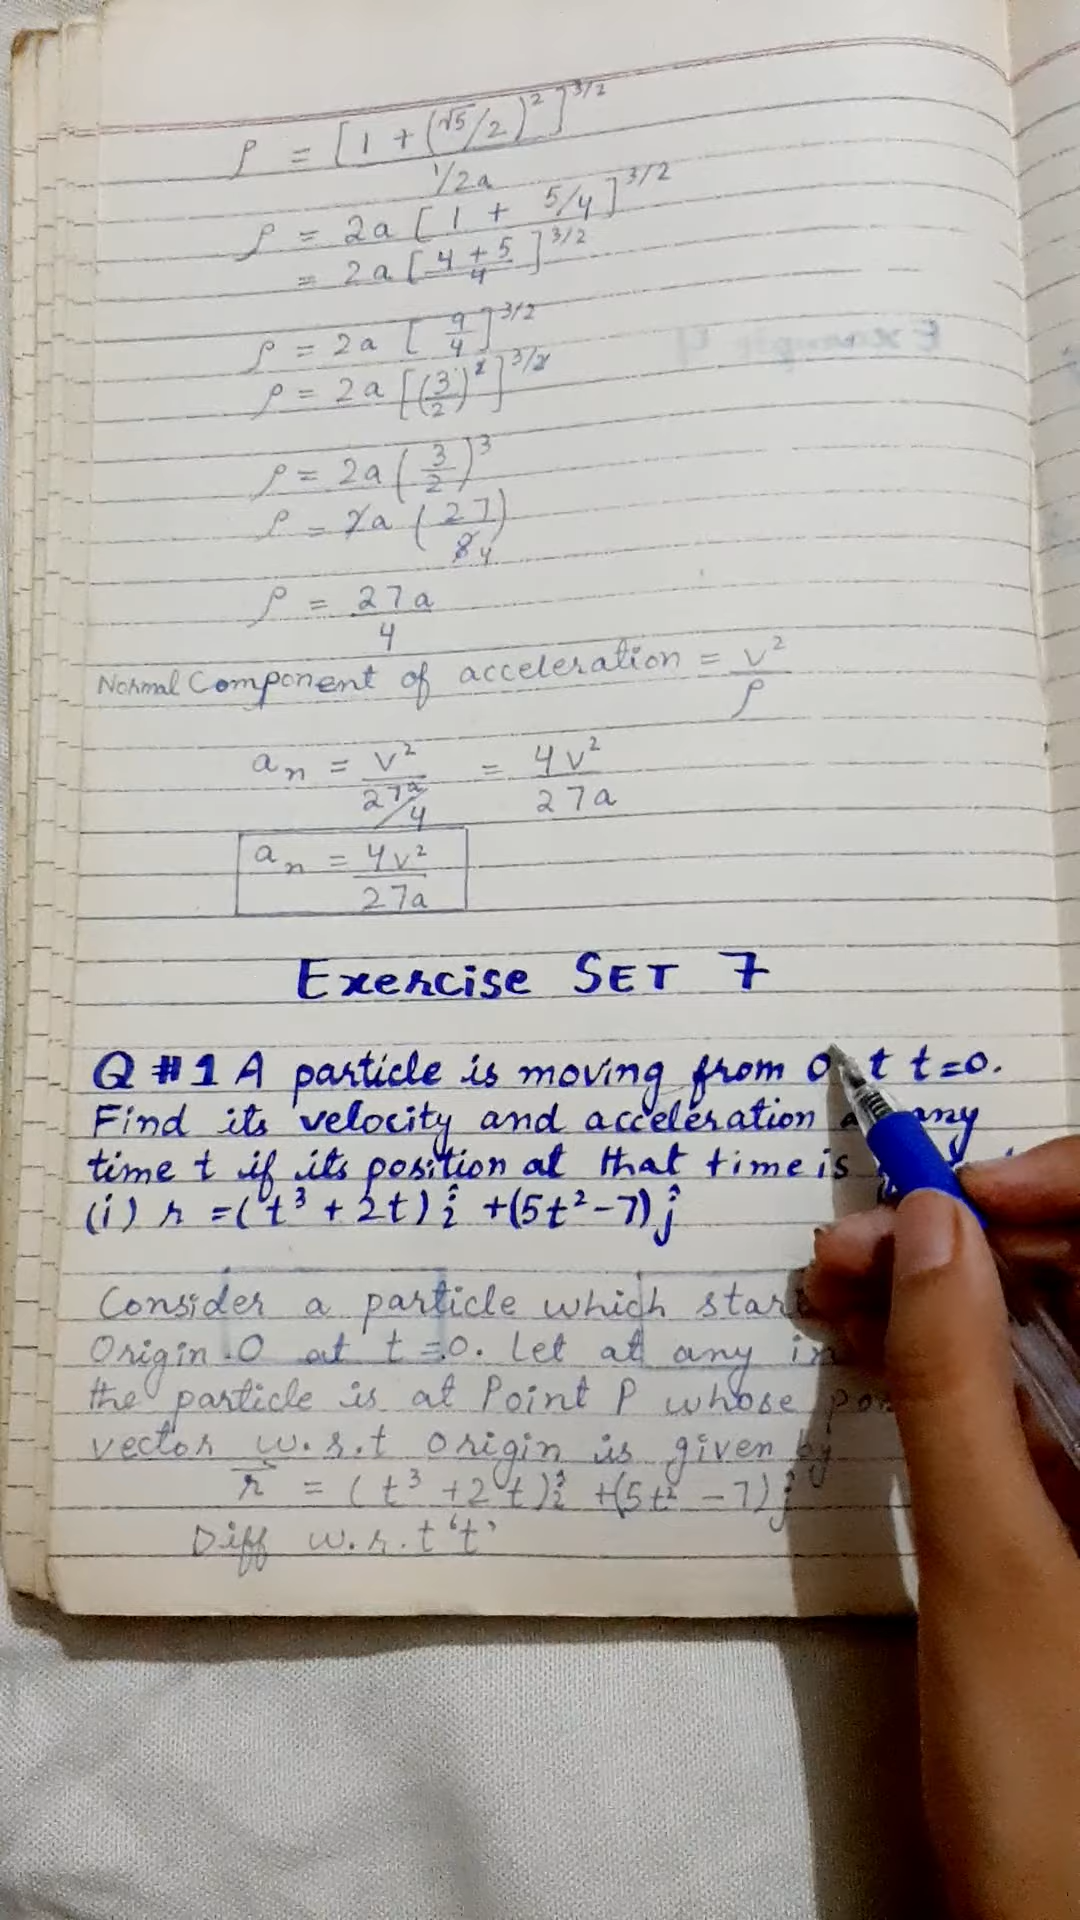 ρ = [1 + (√5/2)²]^3/2
1/2a
ρ = 2a [1 + 5/4]^3/2
= 2a [4 + 5/4]^3/2
ρ = 2a [9/4]^3/2
ρ = 2a [(3/2)²]^3/2
ρ = 2a (3/2)³
ρ = 2a (27/8 4)
ρ = 27a/4
Normal Component of acceleration = v²/ρ
a_n = v²/27a/4 = 4v²/27a
a_n = 4v²/27a
Exercise SET 7
Q #1 A particle is moving from 0 t t=0.
Find its velocity and acceleration any
time t if its position at that time is
(i) r = (t³ + 2t) î + (5t² - 7) ĵ
Consider a particle which
Origin O at t = 0. Let at any
the particle is at Point P whose
vector w.r.t origin is given by
r⃗ = (t³ + 2t) î + (5t² - 7) ĵ
Diff w.r.t 't'